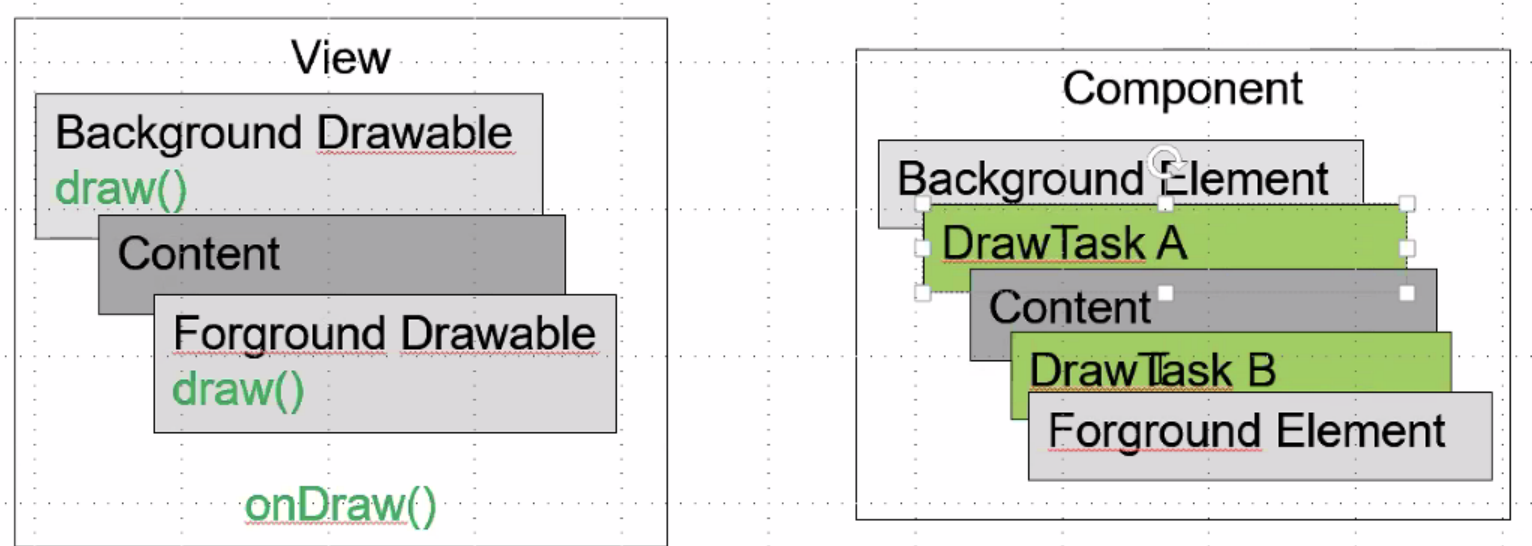 View
Background Drawable
draw()
Content
Forground Drawable
draw()
onDraw()
Component
Background Element
DrawTask A
Content
DrawTask B
Forground Element